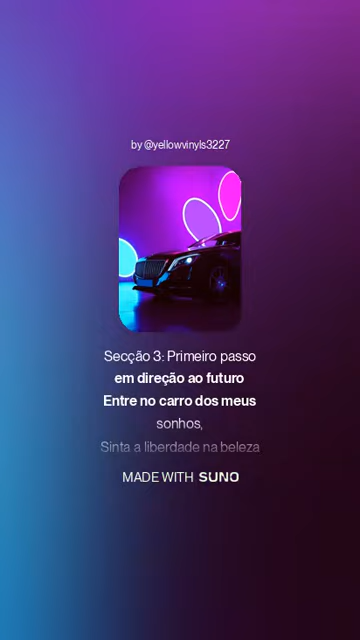 by @yellowvinyls3227
Secção 3: Primeiro passo
em direção ao futuro
Entre no carro dos meus
sonhos,
Sinta a liberdade na beleza
MADE WITH SUNO